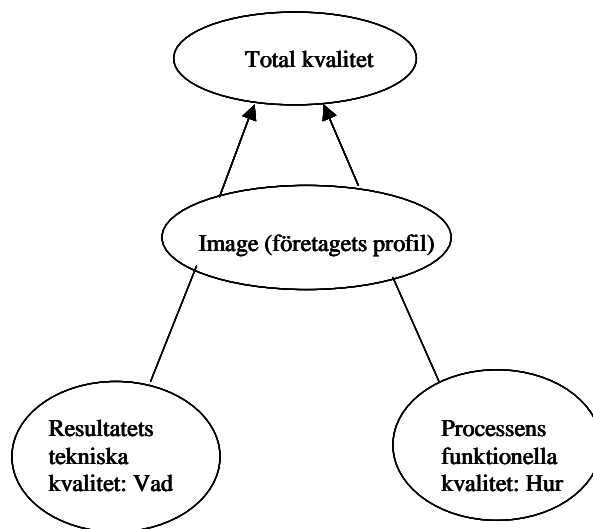 Total kvalitet
Image (företagets profil)
Resultatets
tekniska
kvalitet: Vad
Processens
funktionella
kvalitet: Hur